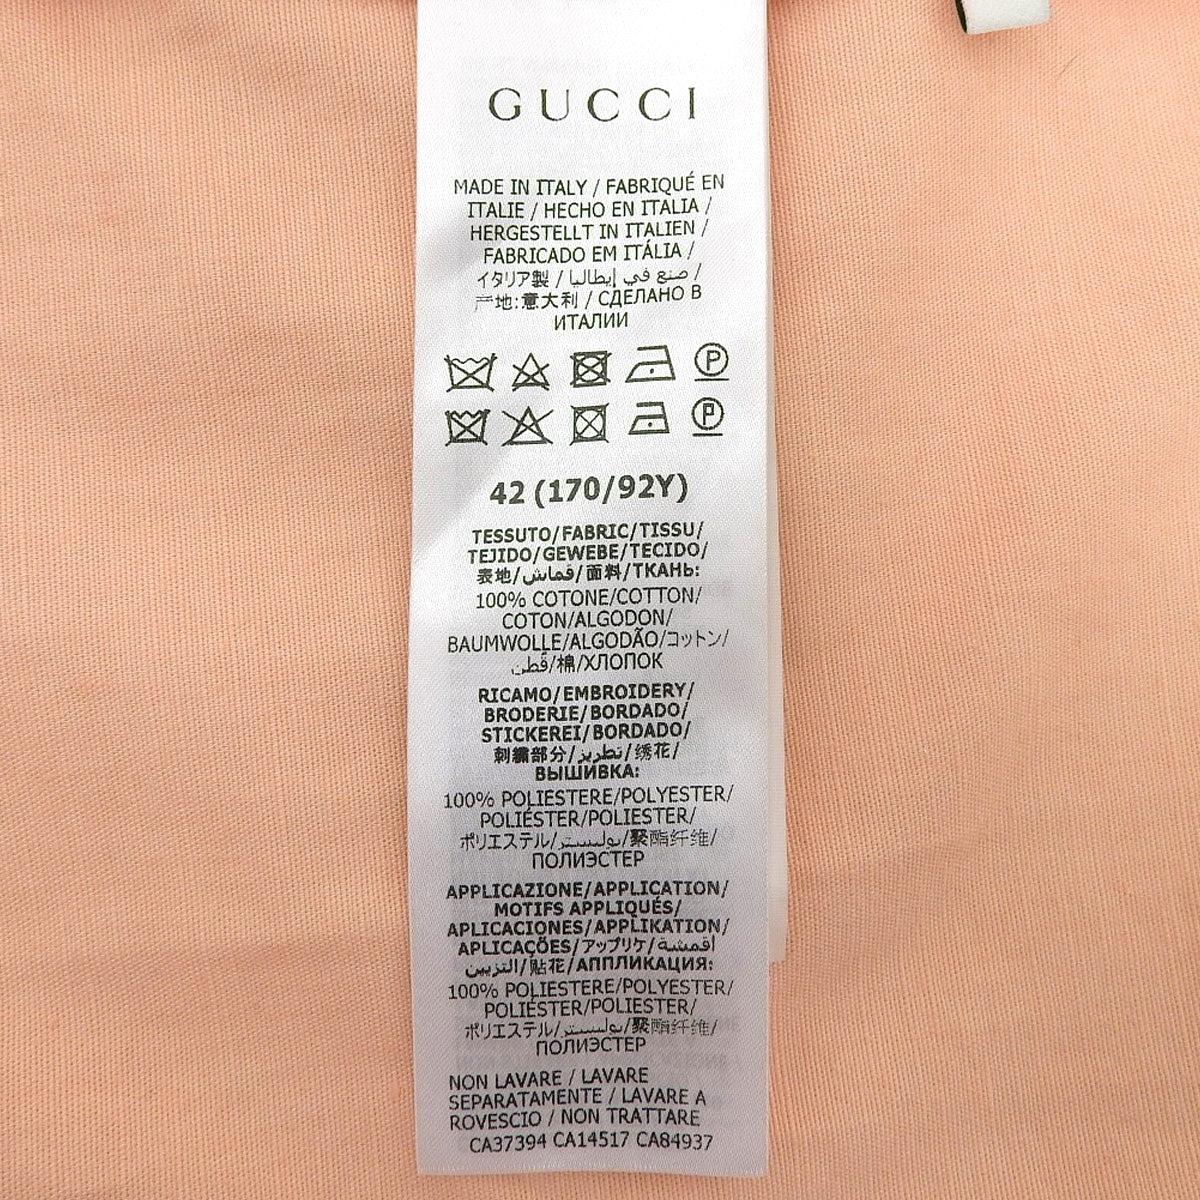 GUCCI
MADE IN ITALY / FABRIQUÉ EN
ITALIE / HECHO EN ITALIA /
HERGESTELLT IN ITALIEN /
FABRICADO EM ITÁLIA /
イタリア製 / صنع في إيطاليا /
产地:意大利 / СДЕЛАНО В
ИТАЛИИ
P
P
42 (170/92Y)
TESSUTO/FABRIC/TISSU/
TEJIDO/GEWEBE/TECIDO/
表地/قماش/面料/ТКАНЬ:
100% COTONE/COTTON/
COTON/ALGODON/
BAUMWOLLE/ALGODÃO/コットン/
قطن/棉/ХЛОПОК
RICAMO/EMBROIDERY/
BRODERIE/BORDADO/
STICKEREI/BORDADO/
刺繍部分/تطريز/绣花/
ВЫШИВКА:
100% POLIESTERE/POLYESTER/
POLIÉSTER/POLIESTER/
ポリエステル/بوليستر/聚酯纤维/
ПОЛИЭСТЕР
APPLICAZIONE/APPLICATION/
MOTIFS APPLIQUÉS/
APLICACIONES/APPLIKATION/
APLICAÇÕES/アップリケ/اقمشة
التزيين/贴花/АППЛИКАЦИЯ:
100% POLIESTERE/POLYESTER/
POLIÉSTER/POLIESTER/
ポリエステル/بوليستر/聚酯纤维/
ПОЛИЭСТЕР
NON LAVARE / LAVARE
SEPARATAMENTE / LAVARE A
ROVESCIO / NON TRATTARE
CA37394 CA14517 CA84937